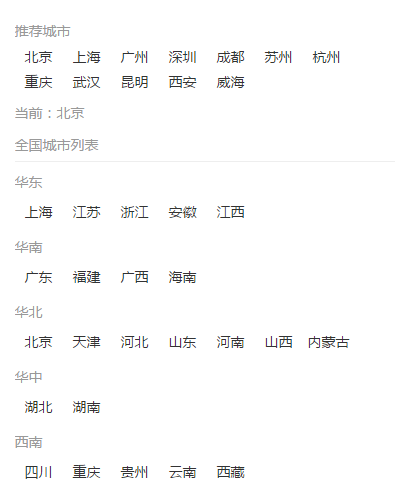 推荐城市
北京 上海 广州 深圳 成都 苏州 杭州
重庆 武汉 昆明 西安 威海
当前：北京
全国城市列表
华东
上海 江苏 浙江 安徽 江西
华南
广东 福建 广西 海南
华北
北京 天津 河北 山东 河南 山西 内蒙古
华中
湖北 湖南
西南
四川 重庆 贵州 云南 西藏